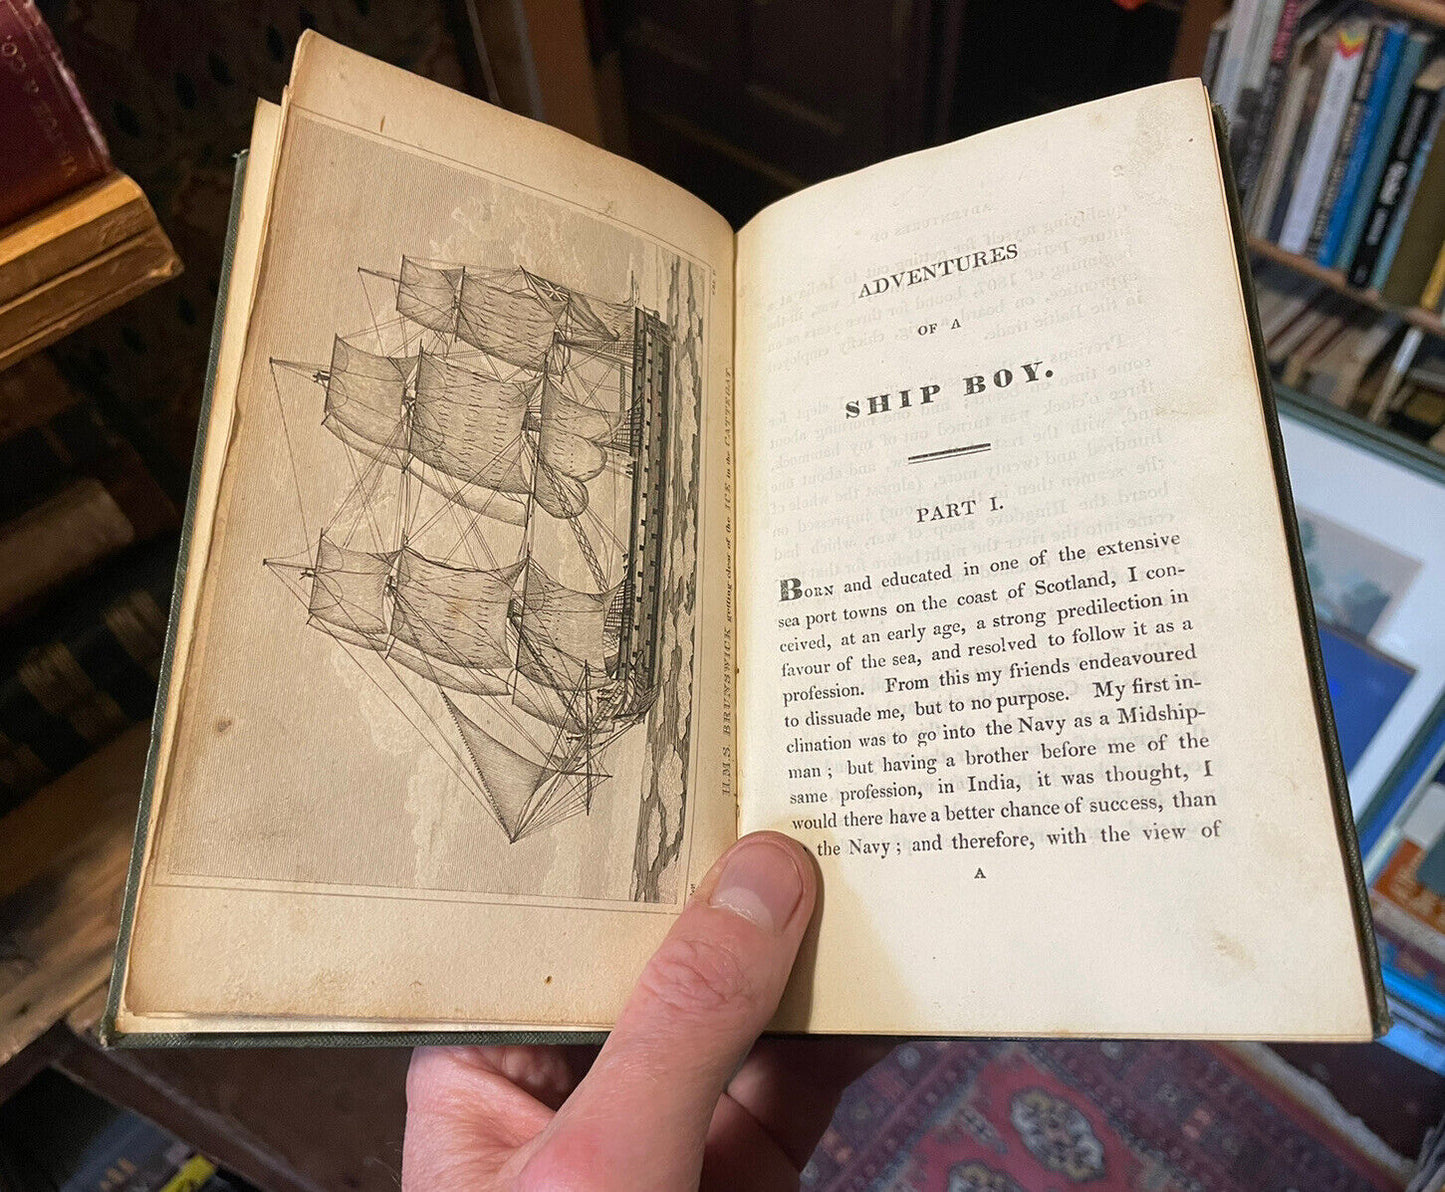 H.M.S. BRUNSWICK getting clear of the ICE in the CATTEGAT
ADVENTURES
OF A
SHIP BOY.
PART I.
BORN and educated in one of the extensive
sea port towns on the coast of Scotland, I con-
ceived, at an early age, a strong predilection in
favour of the sea, and resolved to follow it as a
profession. From this my friends endeavoured
to dissuade me, but to no purpose. My first in-
clination was to go into the Navy as a Midship-
man; but having a brother before me of the
same profession, in India, it was thought, I
would there have a better chance of success, than
the Navy; and therefore, with the view of
A